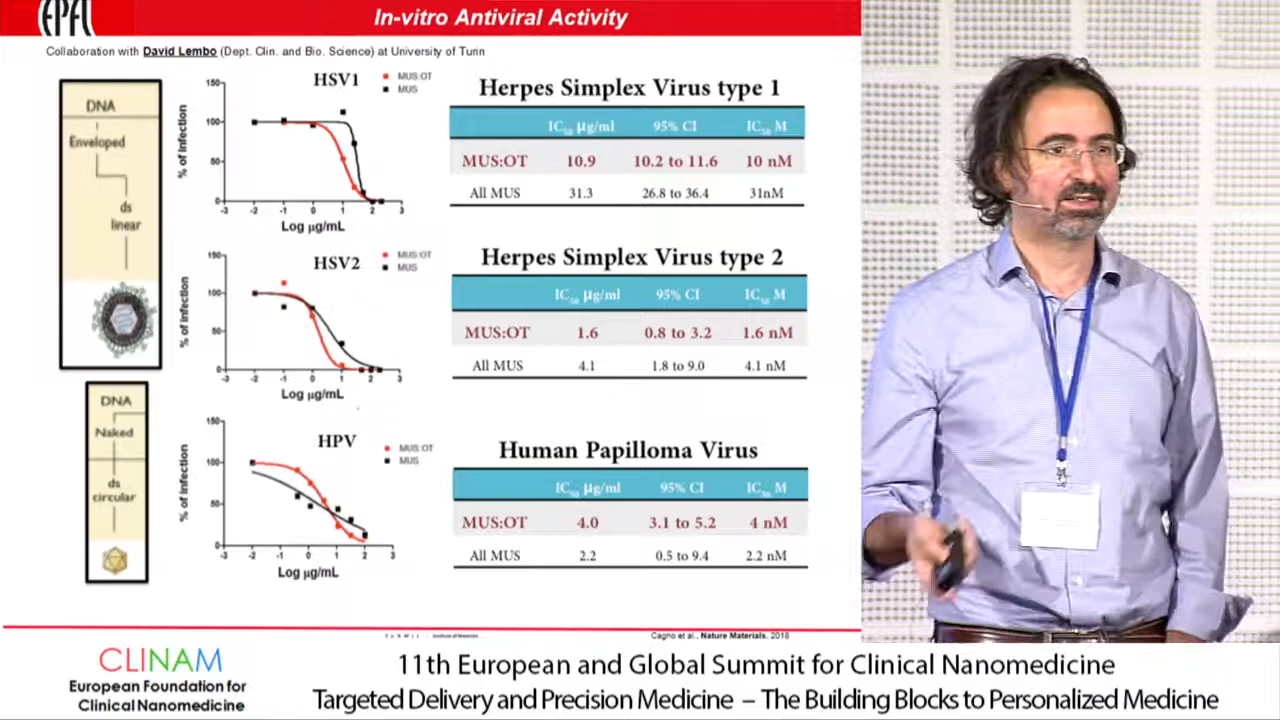 EPFL
In-vitro Antiviral Activity
Collaboration with David Lembo (Dept. Clin. and Bio. Science) at University of Turin
DNA
Enveloped
ds
linear
HSV1
MUS:OT
MUS
% of Infection
150
100
50
0
-3 -2 -1 0 1 2 3
Log µg/mL
Herpes Simplex Virus type 1
IC50 µg/ml 95% CI IC50 M
MUS:OT 10.9 10.2 to 11.6 10 nM
All MUS 31.3 26.8 to 36.4 31nM
HSV2
MUS:OT
MUS
% of Infection
150
100
50
0
-3 -2 -1 0 1 2 3
Log µg/mL
Herpes Simplex Virus type 2
IC50 µg/ml 95% CI IC50 M
MUS:OT 1.6 0.8 to 3.2 1.6 nM
All MUS 4.1 1.8 to 9.0 4.1 nM
DNA
Naked
ds
circular
HPV
MUS:OT
MUS
% of Infection
150
100
50
0
-3 -2 -1 0 1 2 3
Log µg/mL
Human Papilloma Virus
IC50 µg/ml 95% CI IC50 M
MUS:OT 4.0 3.1 to 5.2 4 nM
All MUS 2.2 0.5 to 9.4 2.2 nM
Institute of Materials
Cagno et al., Nature Materials, 2018
CLINAM
European Foundation for
Clinical Nanomedicine
11th European and Global Summit for Clinical Nanomedicine
Targeted Delivery and Precision Medicine – The Building Blocks to Personalized Medicine